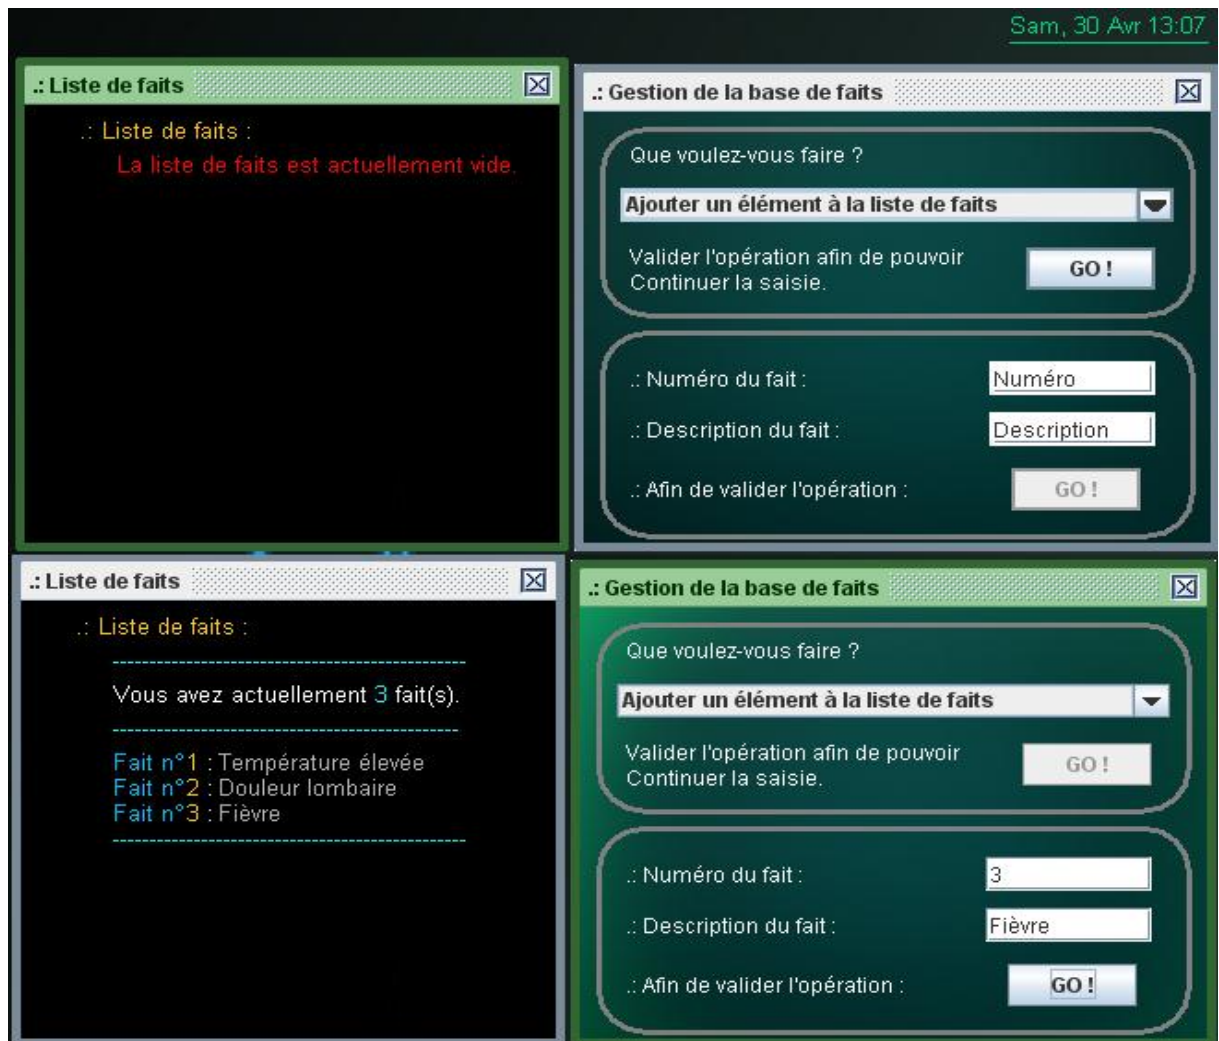 Sam, 30 Avr 13:07
.: Liste de faits
.: Liste de faits :
La liste de faits est actuellement vide.
.: Gestion de la base de faits
Que voulez-vous faire ?
Ajouter un élément à la liste de faits
Valider l'opération afin de pouvoir
Continuer la saisie.
GO !
.: Numéro du fait :
Numéro
.: Description du fait :
Description
.: Afin de valider l'opération :
GO !
.: Liste de faits
.: Liste de faits :
------------------------------------------------
Vous avez actuellement 3 fait(s).
-----------------------------------------------
Fait n°1 : Température élevée
Fait n°2 : Douleur lombaire
Fait n°3 : Fièvre
------------------------------------------------
.: Gestion de la base de faits
Que voulez-vous faire ?
Ajouter un élément à la liste de faits
Valider l'opération afin de pouvoir
Continuer la saisie.
GO !
.: Numéro du fait :
3
.: Description du fait :
Fièvre
.: Afin de valider l'opération :
GO !